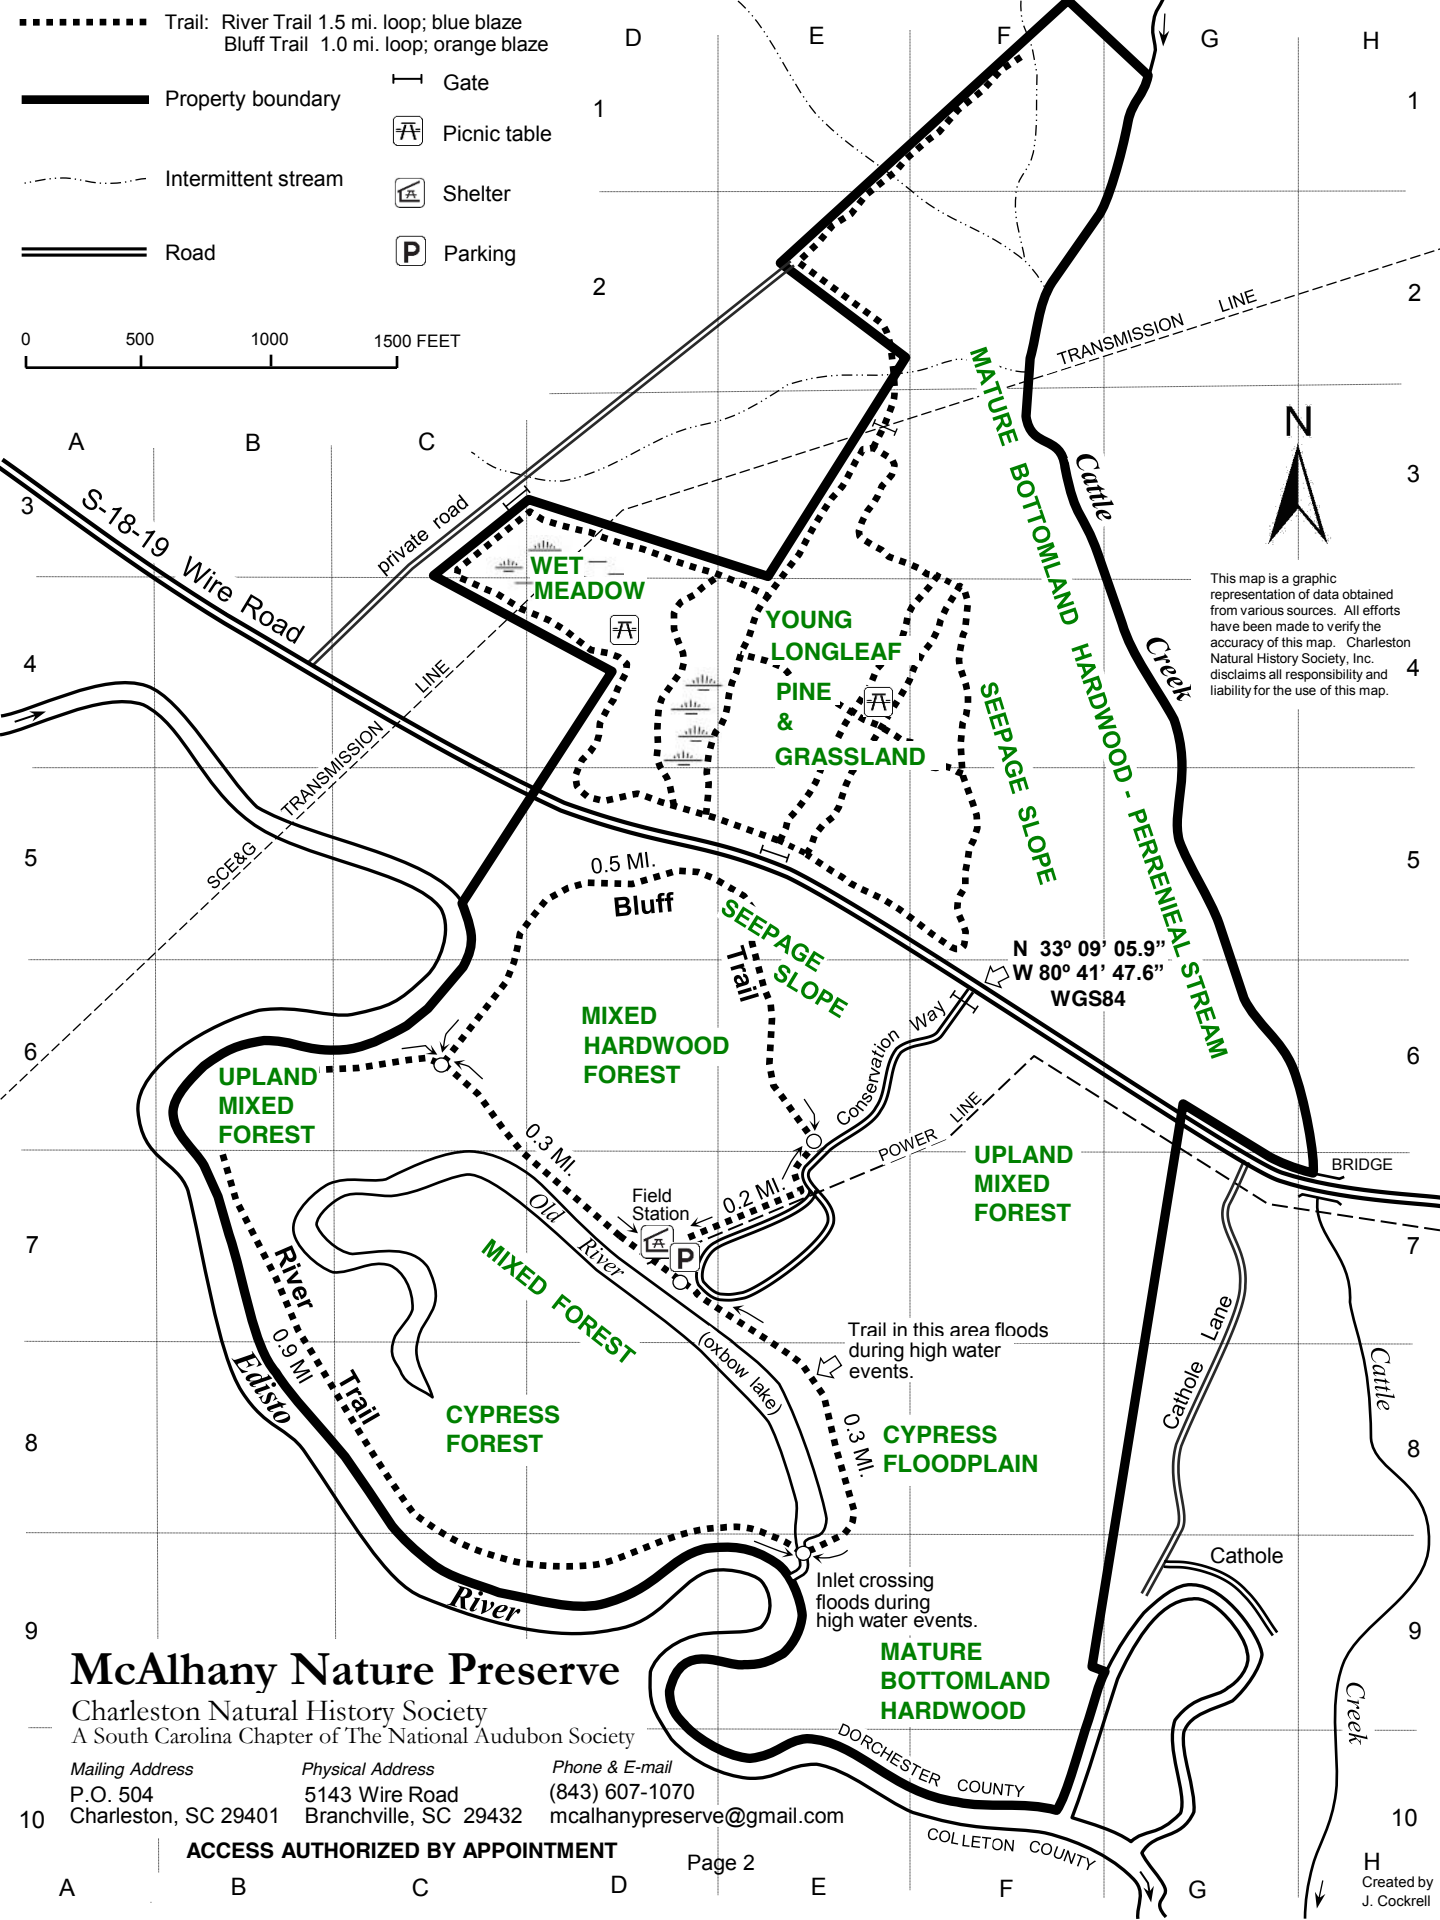 Trail: River Trail 1.5 mi. loop; blue blaze
Bluff Trail 1.0 mi. loop; orange blaze
Property boundary
Intermittent stream
Road
Gate
Picnic table
Shelter
P
Parking
0 500 1000 1500 FEET
D E F G H
1 1
2 2
TRANSMISSION LINE
A B C
N
3 3
S-18-19 Wire Road
private road
MATURE BOTTOMLAND HARDWOOD - PERRENIEAL STREAM
Cattle
Creek
WET
MEADOW
This map is a graphic
representation of data obtained
from various sources. All efforts
have been made to verify the
accuracy of this map. Charleston
Natural History Society, Inc.
disclaims all responsibility and
liability for the use of this map.
YOUNG
LONGLEAF
PINE
&
GRASSLAND
4 4
SCE&G TRANSMISSION LINE
SEEPAGE SLOPE
5 5
0.5 MI.
Bluff
Trail
SEEPAGE
SLOPE
N 33º 09’ 05.9”
W 80º 41’ 47.6”
WGS84
MIXED
HARDWOOD
FOREST
Conservation Way
6 6
UPLAND
MIXED
FOREST
POWER LINE
0.3 MI.
UPLAND
MIXED
FOREST
BRIDGE
0.2 MI.
Field
Station
P
Old River
(oxbow lake)
7 7
MIXED FOREST
River
Trail
0.9 MI
Trail in this area floods
during high water
events.
Cathole Lane
Cattle
Creek
Edisto
River
CYPRESS
FOREST
0.3 MI.
CYPRESS
FLOODPLAIN
8 8
Cathole
Inlet crossing
floods during
high water events.
9 9
MATURE
BOTTOMLAND
HARDWOOD
McAlhany Nature Preserve
Charleston Natural History Society
A South Carolina Chapter of The National Audubon Society
DORCHESTER COUNTY
COLLETON COUNTY
Mailing Address
P.O. 504
Charleston, SC 29401
Physical Address
5143 Wire Road
Branchville, SC 29432
Phone & E-mail
(843) 607-1070
mcalhanypreserve@gmail.com
10 10
ACCESS AUTHORIZED BY APPOINTMENT
Page 2
A B C D E F G H
Created by
J. Cockrell